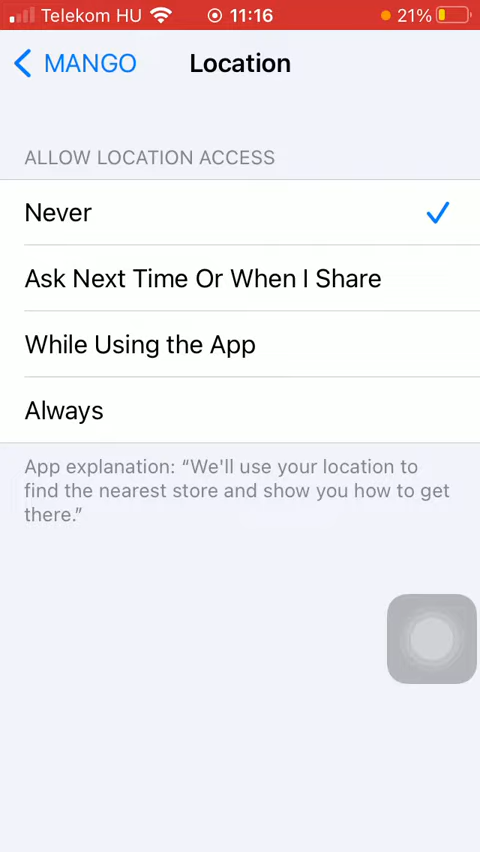 Telekom HU 11:16 21%
MANGO Location
ALLOW LOCATION ACCESS
Never
Ask Next Time Or When I Share
While Using the App
Always
App explanation: “We'll use your location to
find the nearest store and show you how to get
there.”